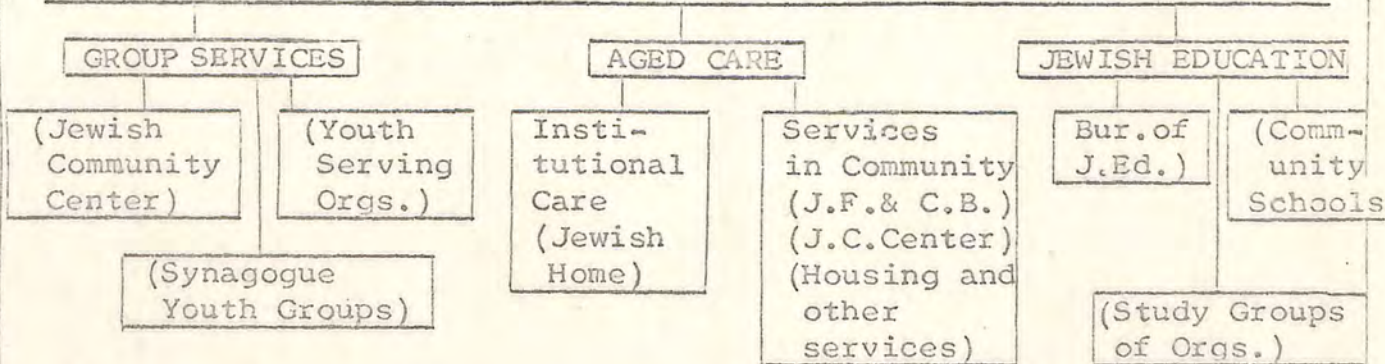 GROUP SERVICES
AGED CARE
JEWISH EDUCATION
(Jewish
Community
Center)
(Youth
Serving
Orgs.)
(Synagogue
Youth Groups)
Insti-
tutional
Care
(Jewish
Home)
Services
in Community
(J.F.& C.B.)
(J.C.Center)
(Housing and
other
services)
Bur.of
J.Ed.)
(Comm-
unity
Schools
(Study Groups
of Orgs.)